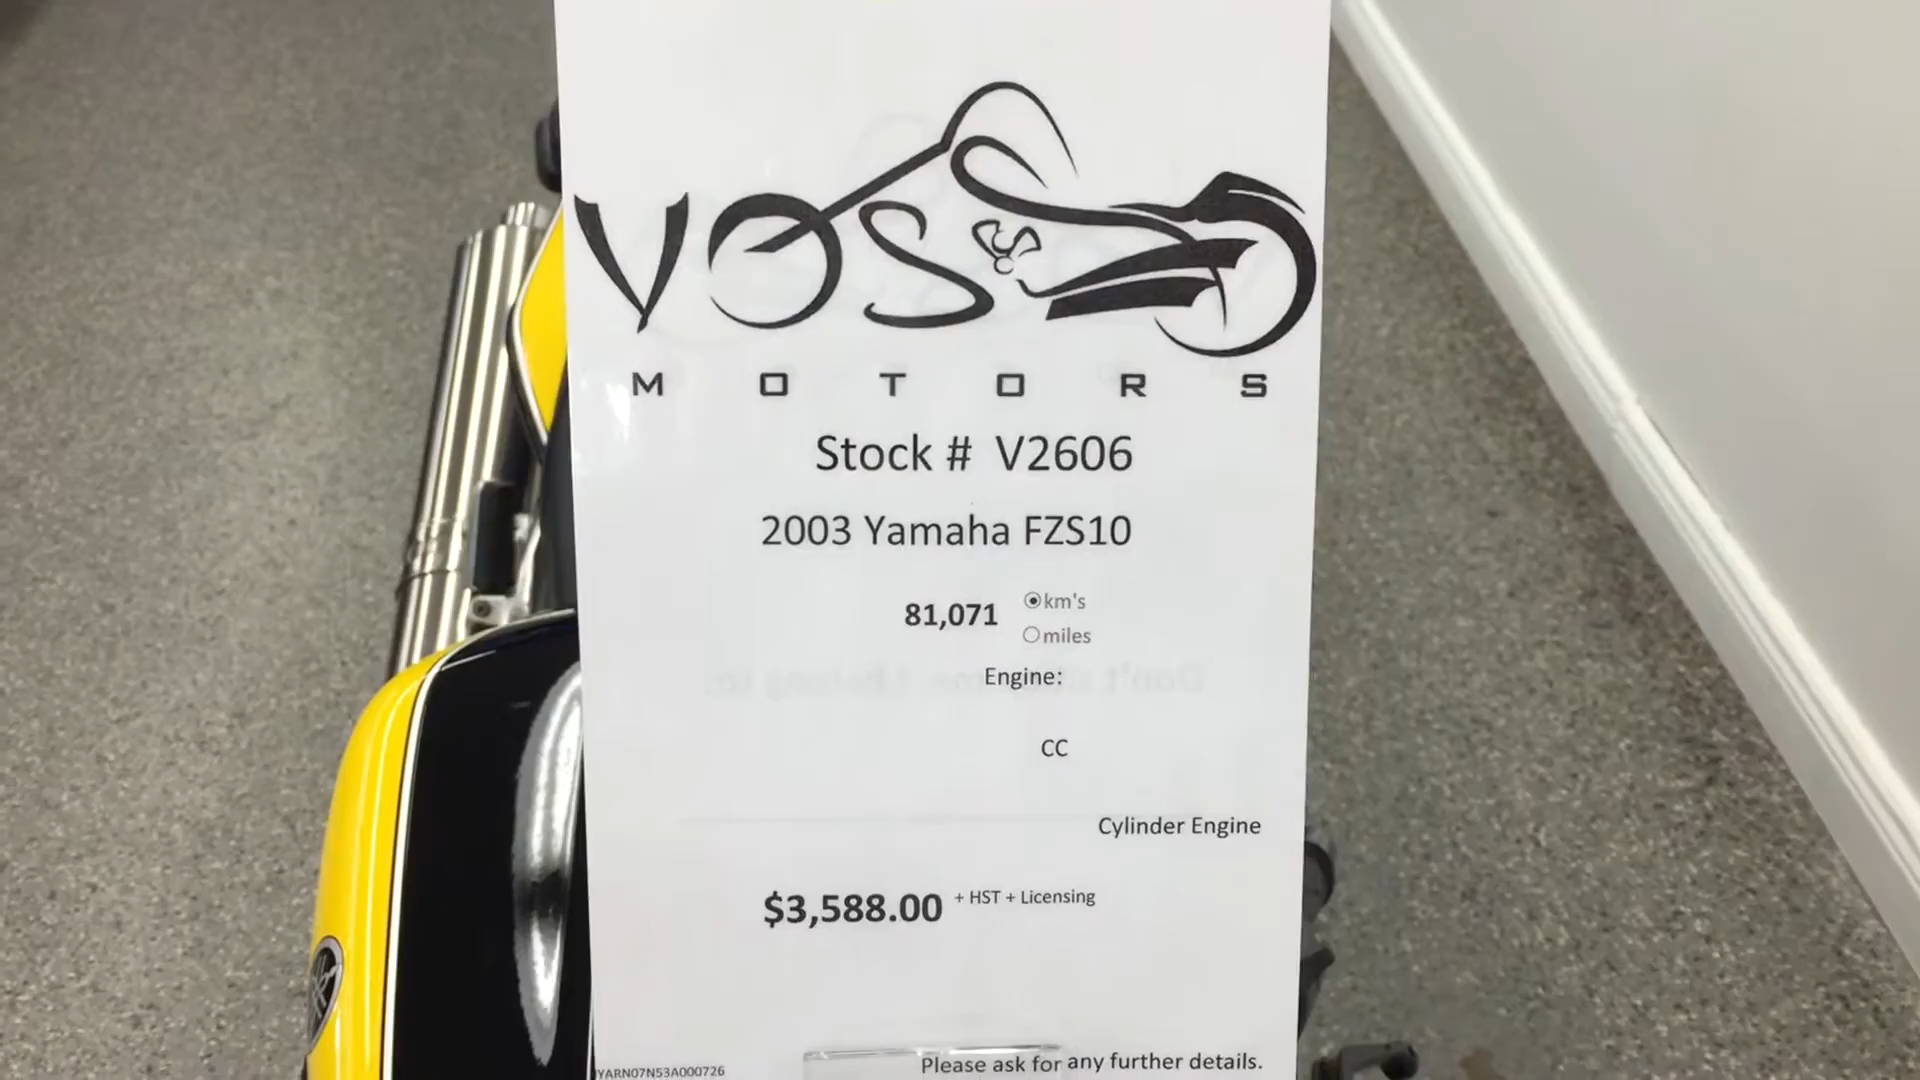 VOS
MOTORS
Stock # V2606
2003 Yamaha FZS10
81,071
km's
miles
Engine:
CC
Cylinder Engine
$3,588.00 + HST + Licensing
Please ask for any further details.
YARN07N53A000726